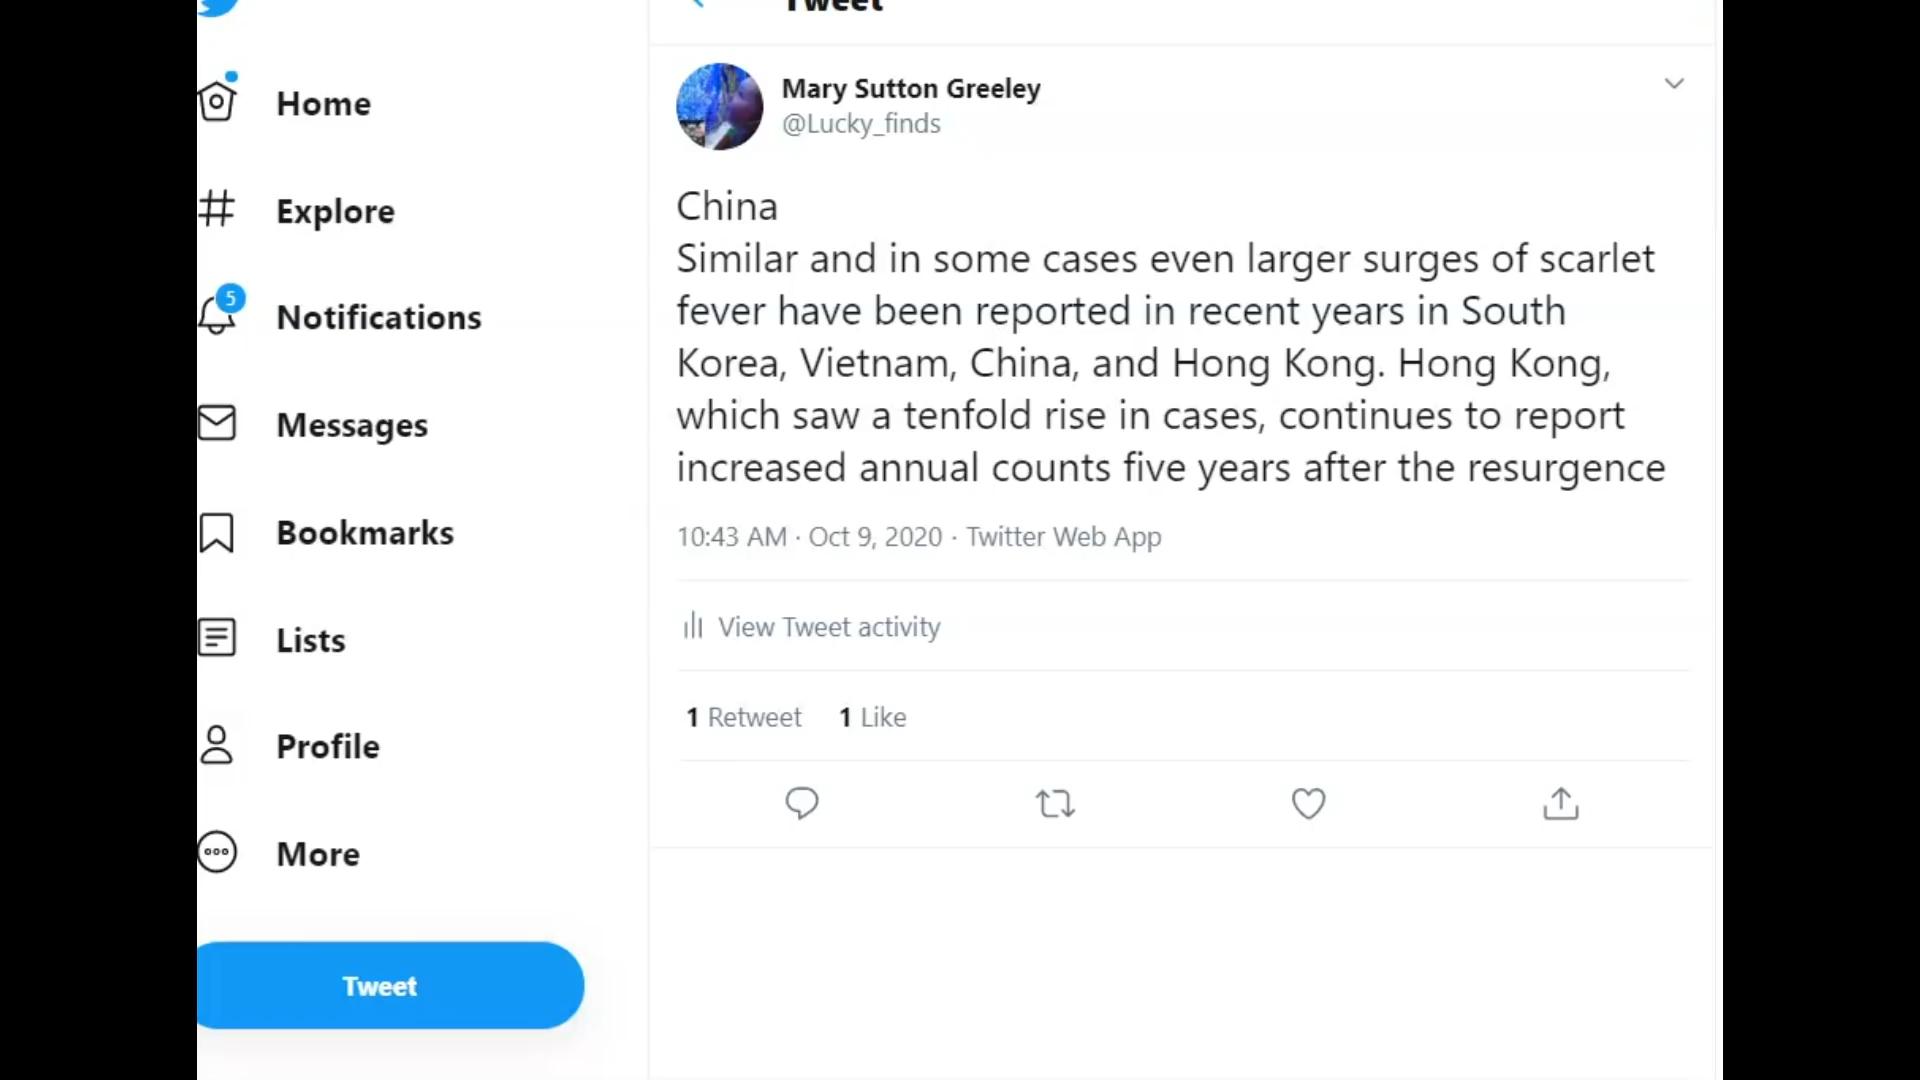 Tweet
Home
Explore
5
Notifications
Messages
Bookmarks
Lists
Profile
More
Tweet
Mary Sutton Greeley
@Lucky_finds
China
Similar and in some cases even larger surges of scarlet
fever have been reported in recent years in South
Korea, Vietnam, China, and Hong Kong. Hong Kong,
which saw a tenfold rise in cases, continues to report
increased annual counts five years after the resurgence
10:43 AM · Oct 9, 2020 · Twitter Web App
View Tweet activity
1 Retweet 1 Like